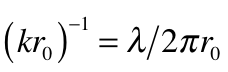 (kr₀)⁻¹ = λ/2πr₀